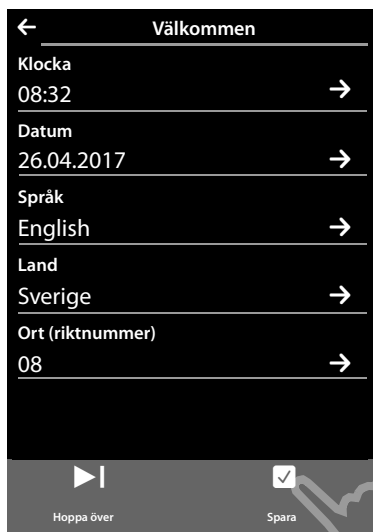 Välkommen
Klocka
08:32
Datum
26.04.2017
Språk
English
Land
Sverige
Ort (riktnummer)
08
Hoppa över
Spara